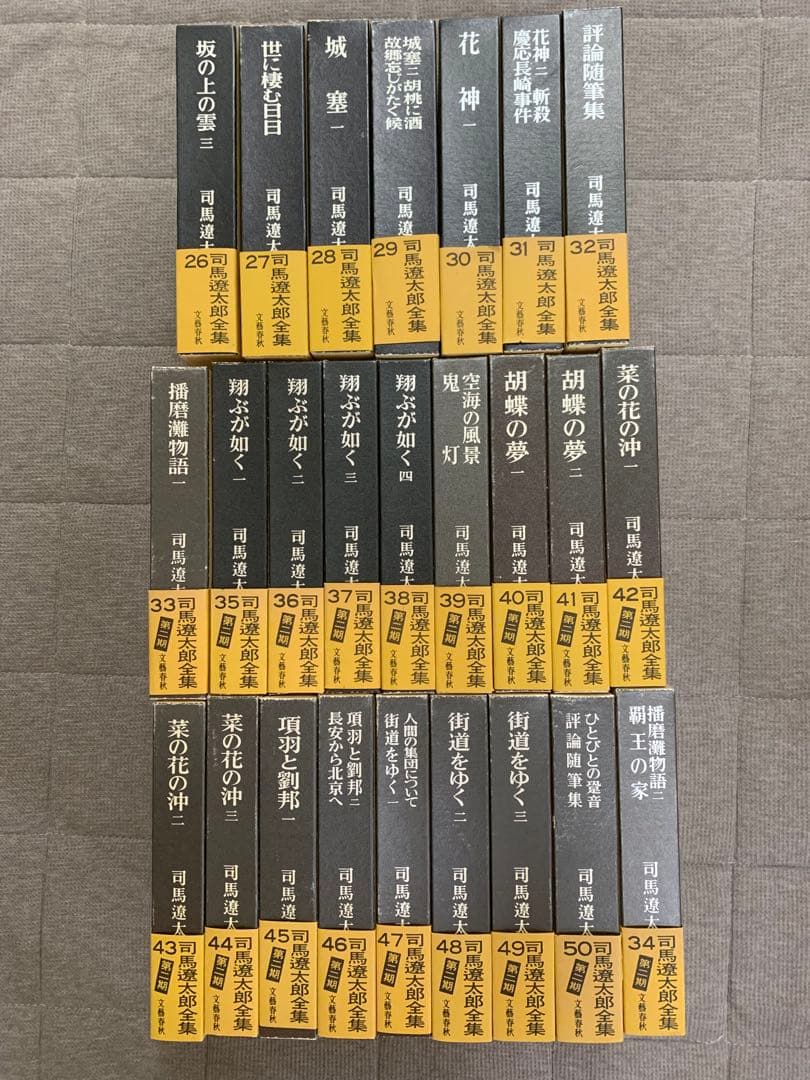 坂の上の雲 三
司馬遼太
26 司馬遼太郎全集
文藝春秋
世に棲む日日
司馬遼太
27 司馬遼太郎全集
文藝春秋
城塞 一
司馬遼太
28 司馬遼太郎全集
文藝春秋
城塞二 胡桃に酒
故郷忘じがたく候
司馬遼
29 司馬遼太郎全集
文藝春秋
花神 一
司馬遼太
30 司馬遼太郎全集
文藝春秋
花神二 斬殺
慶応長崎事件
司馬遼
31 司馬遼太郎全集
文藝春秋
評論随筆集
司馬遼
32 司馬遼太郎全集
文藝春秋
播磨灘物語 一
司馬遼太
33 司馬遼太郎全集
第二期
文藝春秋
翔ぶが如く 一
司馬遼太
35 司馬遼太郎全集
第二期
文藝春秋
翔ぶが如く 二
司馬遼太
36 司馬遼太郎全集
第二期
文藝春秋
翔ぶが如く 三
司馬遼太
37 司馬遼太郎全集
第二期
文藝春秋
翔ぶが如く 四
司馬遼太
38 司馬遼太郎全集
第二期
文藝春秋
空海の風景
鬼灯
司馬遼太
39 司馬遼太郎全集
第二期
文藝春秋
胡蝶の夢 一
司馬遼太
40 司馬遼太郎全集
第二期
文藝春秋
胡蝶の夢 二
司馬遼太
41 司馬遼太郎全集
第二期
文藝春秋
菜の花の沖 一
司馬遼太
42 司馬遼太郎全集
第二期
文藝春秋
菜の花の沖 二
司馬遼太
43 司馬遼太郎全集
第二期
文藝春秋
菜の花の沖 三
司馬遼太
44 司馬遼太郎全集
第二期
文藝春秋
項羽と劉邦 一
司馬遼
45 司馬遼太郎全集
第二期
文藝春秋
項羽と劉邦 二
長安から北京へ
司馬遼太
46 司馬遼太郎全集
第二期
文藝春秋
人間の集団について
街道をゆく 一
司馬遼太
47 司馬遼太郎全集
第二期
文藝春秋
街道をゆく 二
司馬遼太
48 司馬遼太郎全集
第二期
文藝春秋
街道をゆく 三
司馬遼太
49 司馬遼太郎全集
第二期
文藝春秋
ひとびとの跫音
評論随筆集
司馬遼太
50 司馬遼太郎全集
第二期
文藝春秋
播磨灘物語 二
覇王の家
司馬遼太
34 司馬遼太郎全集
第二期
文藝春秋